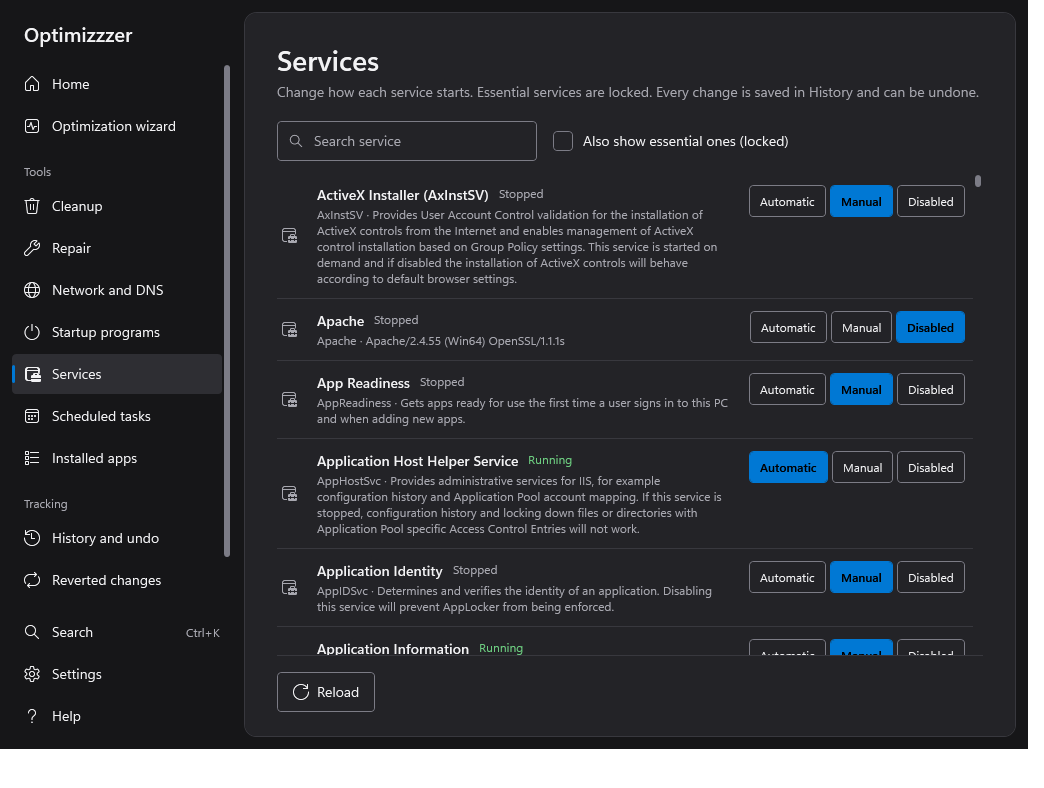 Optimizzzer
Home
Optimization wizard
Tools
Cleanup
Repair
Network and DNS
Startup programs
Services
Scheduled tasks
Installed apps
Tracking
History and undo
Reverted changes
Search Ctrl+K
Settings
Help
Services
Change how each service starts. Essential services are locked. Every change is saved in History and can be undone.
Search service
Also show essential ones (locked)
ActiveX Installer (AxInstSV) Stopped
AxInstSV · Provides User Account Control validation for the installation of
ActiveX controls from the Internet and enables management of ActiveX
control installation based on Group Policy settings. This service is started on
demand and if disabled the installation of ActiveX controls will behave
according to default browser settings.
Automatic Manual Disabled
Apache Stopped
Apache · Apache/2.4.55 (Win64) OpenSSL/1.1.1s
Automatic Manual Disabled
App Readiness Stopped
AppReadiness · Gets apps ready for use the first time a user signs in to this PC
and when adding new apps.
Automatic Manual Disabled
Application Host Helper Service Running
AppHostSvc · Provides administrative services for IIS, for example
configuration history and Application Pool account mapping. If this service is
stopped, configuration history and locking down files or directories with
Application Pool specific Access Control Entries will not work.
Automatic Manual Disabled
Application Identity Stopped
AppIDSvc · Determines and verifies the identity of an application. Disabling
this service will prevent AppLocker from being enforced.
Automatic Manual Disabled
Application Information Running
Automatic Manual Disabled
Reload